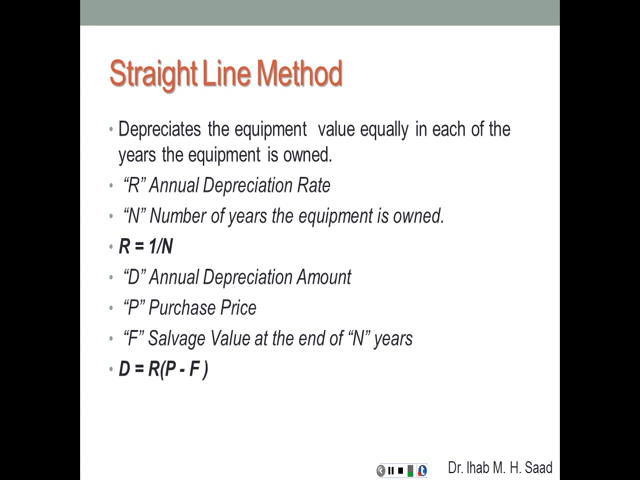 Straight Line Method
• Depreciates the equipment value equally in each of the
years the equipment is owned.
• “R” Annual Depreciation Rate
• “N” Number of years the equipment is owned.
• R = 1/N
• “D” Annual Depreciation Amount
• “P” Purchase Price
• “F” Salvage Value at the end of “N” years
• D = R(P - F )
Dr. Ihab M. H. Saad